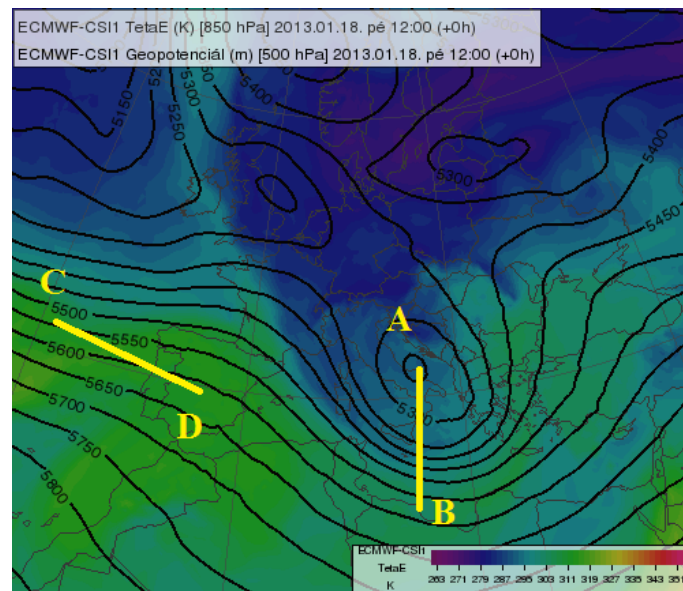 ECMWF-CSI1 TetaE (K) [850 hPa] 2013.01.18. pé 12:00 (+0h)
ECMWF-CSI1 Geopotenciál (m) [500 hPa] 2013.01.18. pé 12:00 (+0h)
5150
5300
5250
5400
5300
5400
5450
C
5500
5550
5600
5650
5700
5750
5800
D
A
B
ECMWF-CSI1
TetaE
K
263 271 279 287 295 303 311 319 327 335 343 351